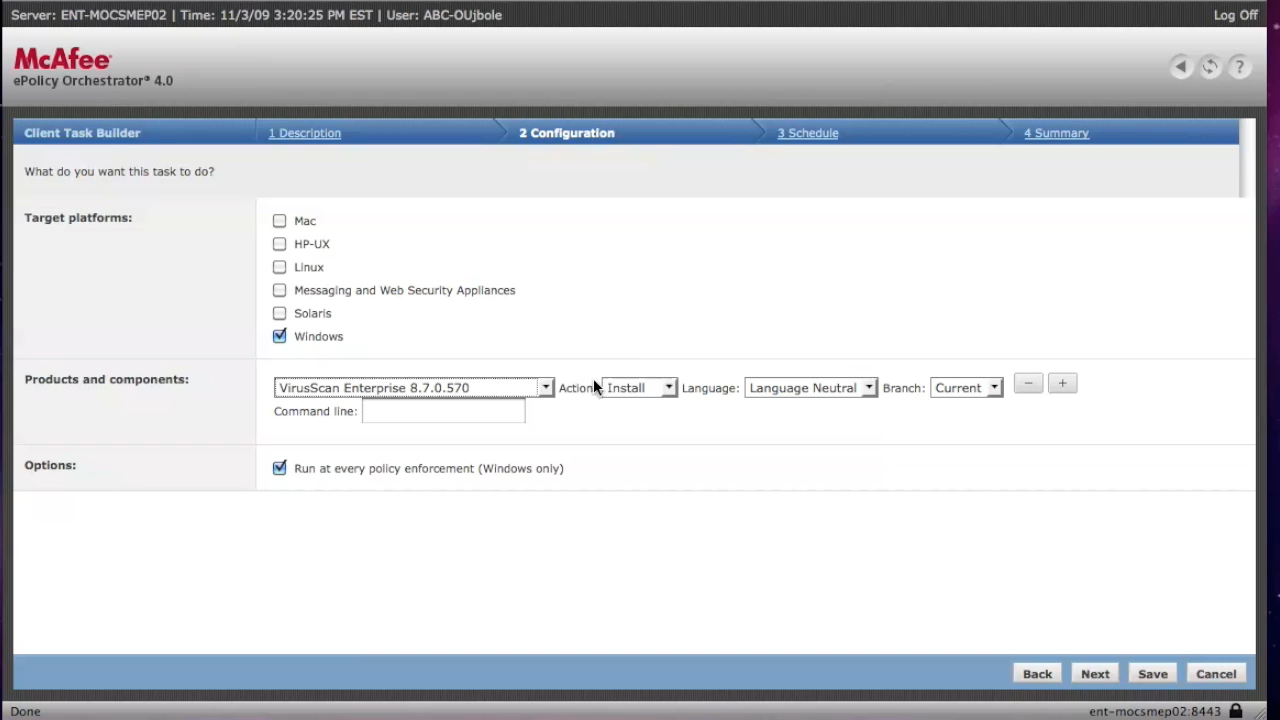 Server: ENT-MOCSMEP02 | Time: 11/3/09 3:20:25 PM EST | User: ABC-OUjbole Log Off
McAfee
ePolicy Orchestrator® 4.0
?
Client Task Builder 1 Description 2 Configuration 3 Schedule 4 Summary
What do you want this task to do?
Target platforms:
Mac
HP-UX
Linux
Messaging and Web Security Appliances
Solaris
Windows
Products and components:
VirusScan Enterprise 8.7.0.570 Action: Install Language: Language Neutral Branch: Current − +
Command line:
Options:
Run at every policy enforcement (Windows only)
Back Next Save Cancel
Done ent-mocsmep02:8443